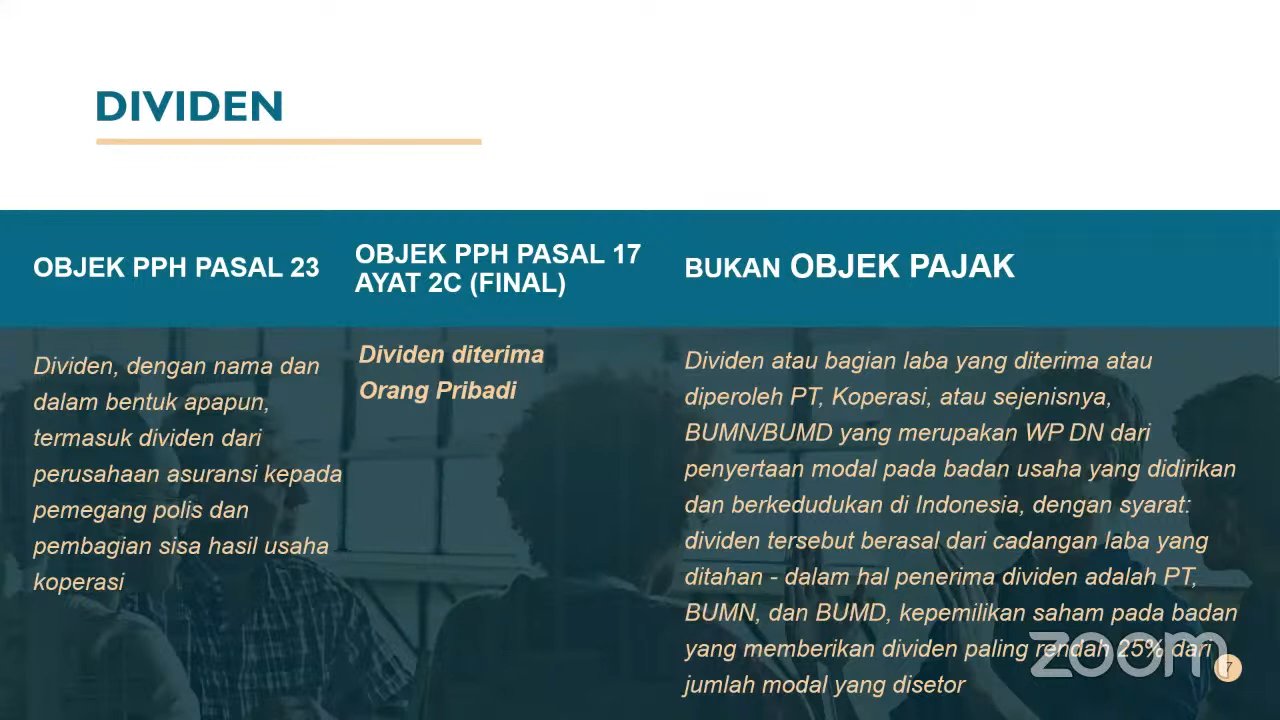 DIVIDEN
OBJEK PPH PASAL 23
Dividen, dengan nama dan
dalam bentuk apapun,
termasuk dividen dari
perusahaan asuransi kepada
pemegang polis dan
pembagian sisa hasil usaha
koperasi
OBJEK PPH PASAL 17
AYAT 2C (FINAL)
Dividen diterima
Orang Pribadi
BUKAN OBJEK PAJAK
Dividen atau bagian laba yang diterima atau
diperoleh PT, Koperasi, atau sejenisnya,
BUMN/BUMD yang merupakan WP DN dari
penyertaan modal pada badan usaha yang didirikan
dan berkedudukan di Indonesia, dengan syarat:
dividen tersebut berasal dari cadangan laba yang
ditahan - dalam hal penerima dividen adalah PT,
BUMN, dan BUMD, kepemilikan saham pada badan
yang memberikan dividen paling rendah 25% dari
jumlah modal yang disetor
zoom
7